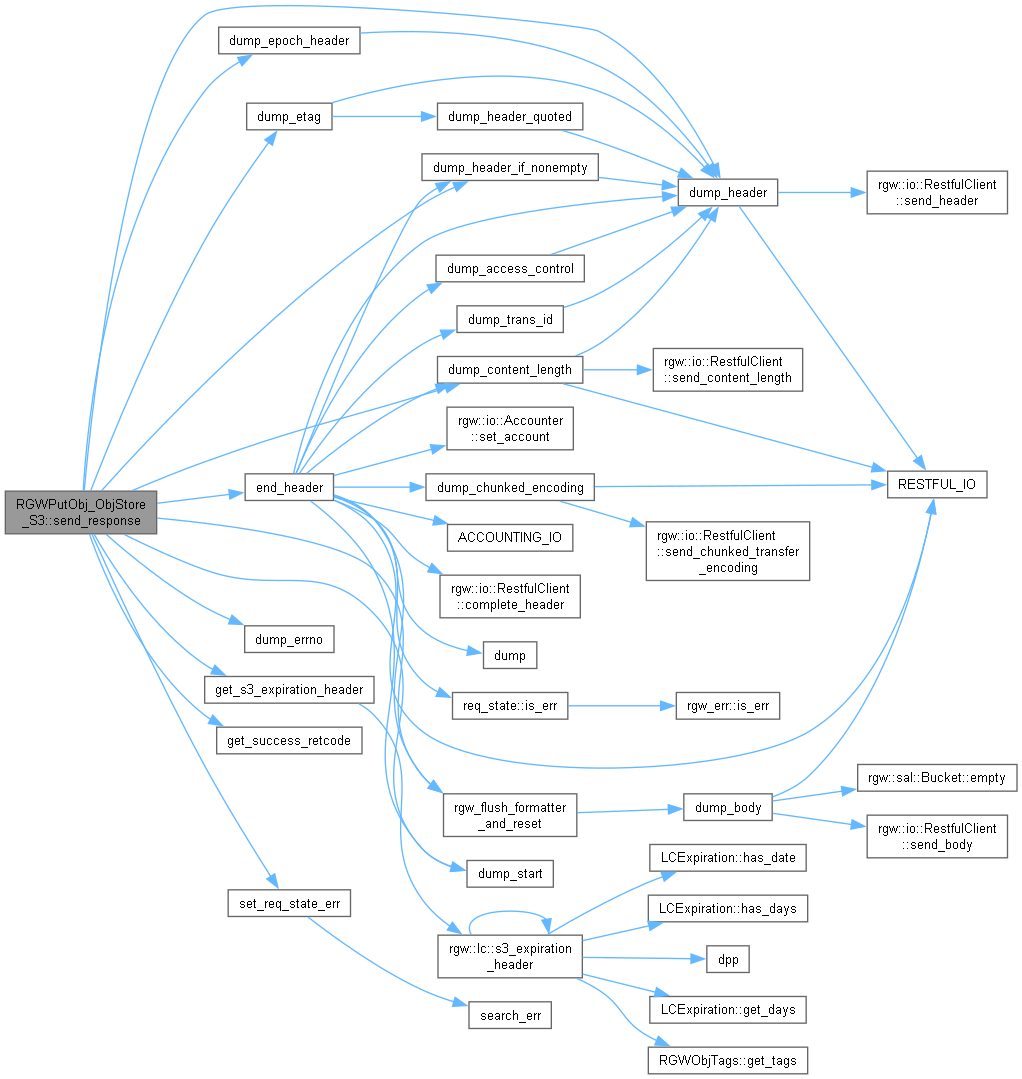 dump_epoch_header
dump_etag
dump_header_quoted
dump_header_if_nonempty
dump_header
rgw::io::RestfulClient
::send_header
dump_access_control
dump_trans_id
dump_content_length
rgw::io::RestfulClient
::send_content_length
rgw::io::Accounter
::set_account
RGWPutObj_ObjStore
_S3::send_response
end_header
dump_chunked_encoding
RESTFUL_IO
ACCOUNTING_IO
rgw::io::RestfulClient
::send_chunked_transfer
_encoding
rgw::io::RestfulClient
::complete_header
dump_errno
dump
get_s3_expiration_header
req_state::is_err
rgw_err::is_err
get_success_retcode
rgw_flush_formatter
_and_reset
dump_body
rgw::sal::Bucket::empty
rgw::io::RestfulClient
::send_body
dump_start
LCExpiration::has_date
set_req_state_err
LCExpiration::has_days
rgw::lc::s3_expiration
_header
dpp
search_err
LCExpiration::get_days
RGWObjTags::get_tags